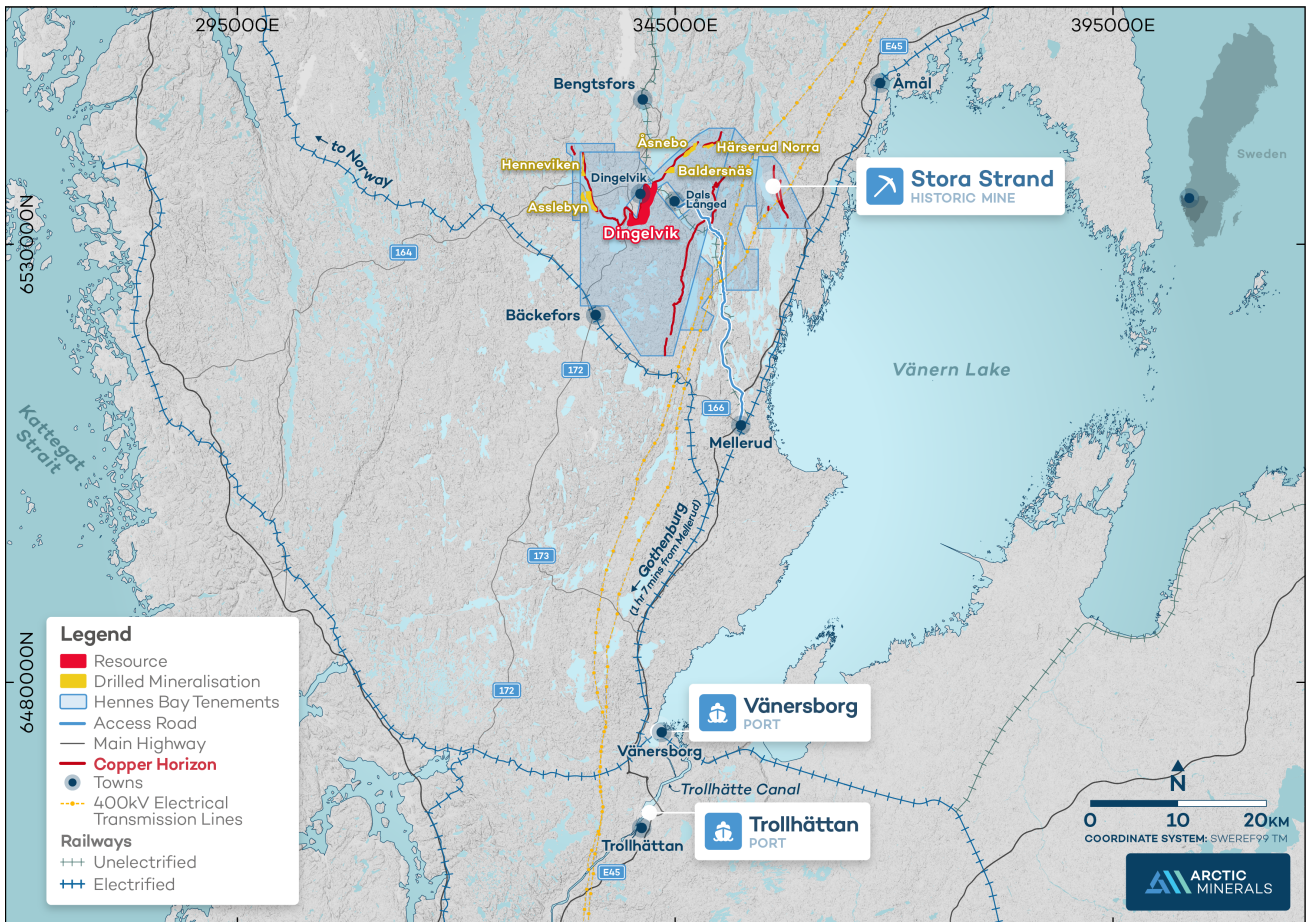 295000E
345000E
395000E
E45
Bengtsfors
Åmål
to Norway
Åsnebo
Härserud Norra
Henneviken
Baldersnäs
Dingelvik
Dals
Långed
Asslebyn
Dingelvik
Stora Strand
HISTORIC MINE
Sweden
6530000N
164
Bäckefors
172
Vänern Lake
166
Mellerud
Kattegat
Strait
Gothenburg
(1 hr 7mins from Mellerud)
173
6480000N
172
Vänersborg
PORT
Vänersborg
Trollhätte Canal
Trollhättan
PORT
Trollhättan
E45
Legend
Resource
Drilled Mineralisation
Hennes Bay Tenements
Access Road
Main Highway
Copper Horizon
Towns
400kV Electrical
Transmission Lines
Railways
Unelectrified
Electrified
N
0 10 20KM
COORDINATE SYSTEM: SWEREF99 TM
ARCTIC
MINERALS